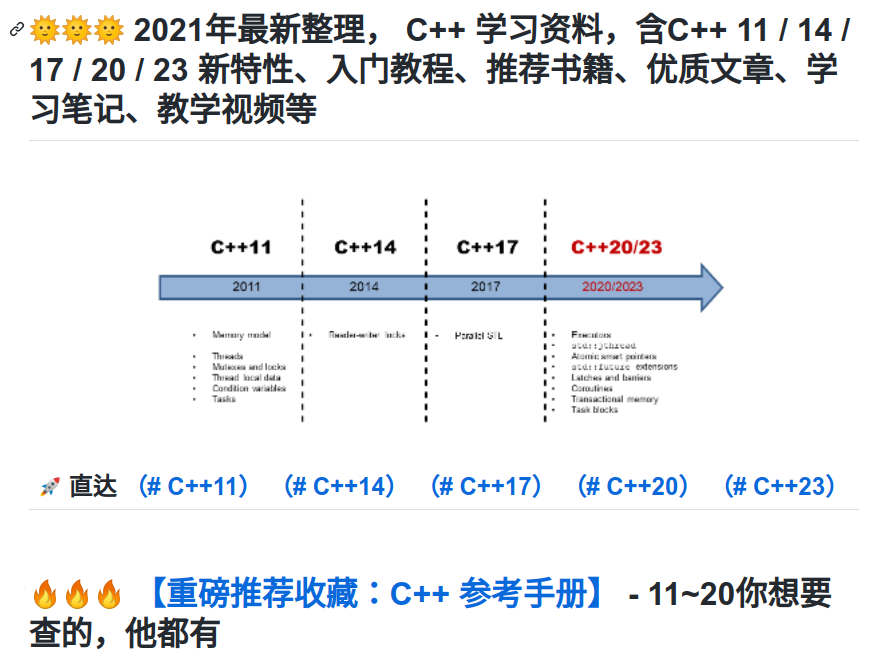 2021年最新整理， C++ 学习资料，含C++ 11 / 14 /
17 / 20 / 23 新特性、入门教程、推荐书籍、优质文章、学
习笔记、教学视频等
C++11 C++14 C++17 C++20/23
2011 2014 2017 2020/2023
• Memory model
• Threads
• Mutexes and locks
• Thread local data
• Condition variables
• Tasks
• Reader-writer locks
• Parallel STL
• Executors
• std::jthread
• Atomic smart pointers
• std::future extensions
• Latches and barriers
• Coroutines
• Transactional memory
• Task blocks
🚀 直达 （# C++11） （# C++14） （# C++17） （# C++20） （# C++23）
【重磅推荐收藏：C++ 参考手册】 - 11~20你想要
查的，他都有